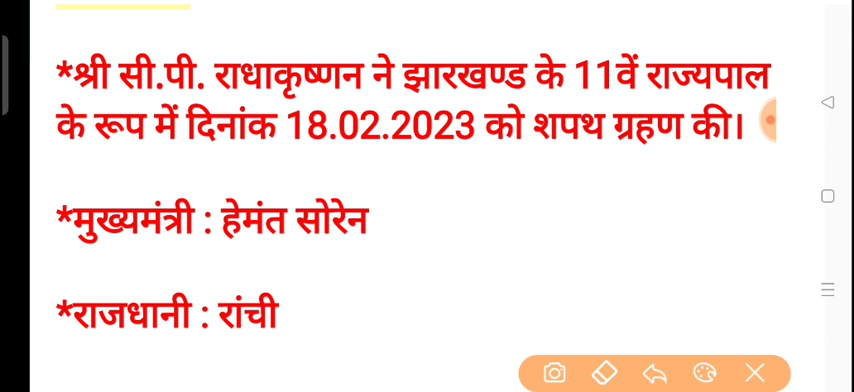 *श्री सी.पी. राधाकृष्णन ने झारखण्ड के 11वें राज्यपाल
के रूप में दिनांक 18.02.2023 को शपथ ग्रहण की।
*मुख्यमंत्री : हेमंत सोरेन
*राजधानी : रांची